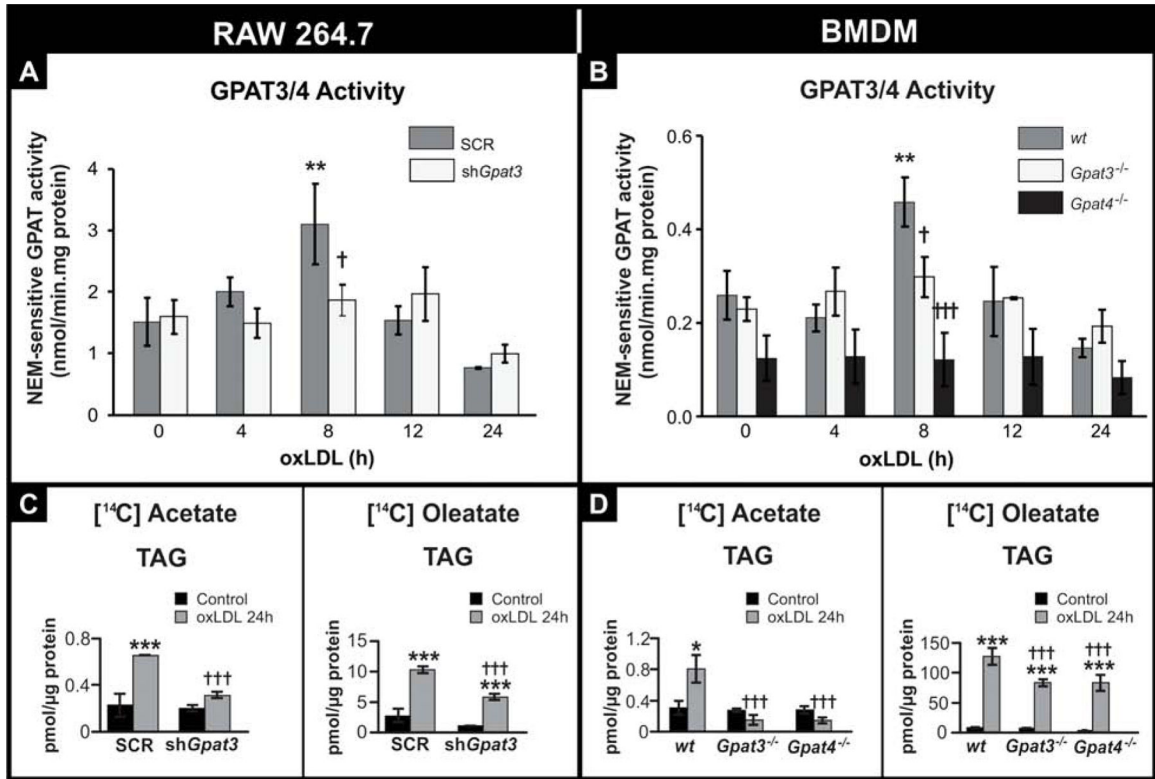 RAW 264.7
BMDM
A
GPAT3/4 Activity
NEM-sensitive GPAT activity
(nmol/min.mg protein)
SCR
shGpat3
4
3
2
1
0
**
†
0 4 8 12 24
oxLDL (h)
B
GPAT3/4 Activity
NEM-sensitive GPAT activity
(nmol/min.mg protein)
wt
Gpat3-/-
Gpat4-/-
0.6
0.4
0.2
0.0
**
†
†††
0 4 8 12 24
oxLDL (h)
C
[¹⁴C] Acetate
TAG
Control
oxLDL 24h
pmol/µg protein
0.8
0.4
0
***
†††
SCR shGpat3
[¹⁴C] Oleatate
TAG
Control
oxLDL 24h
pmol/µg protein
15
10
5
0
***
†††
***
SCR shGpat3
D
[¹⁴C] Acetate
TAG
Control
oxLDL 24h
pmol/µg protein
1.2
0.8
0.4
0
*
†††
†††
wt Gpat3-/- Gpat4-/-
[¹⁴C] Oleatate
TAG
Control
oxLDL 24h
pmol/µg protein
150
100
50
0
***
†††
***
†††
***
wt Gpat3-/- Gpat4-/-